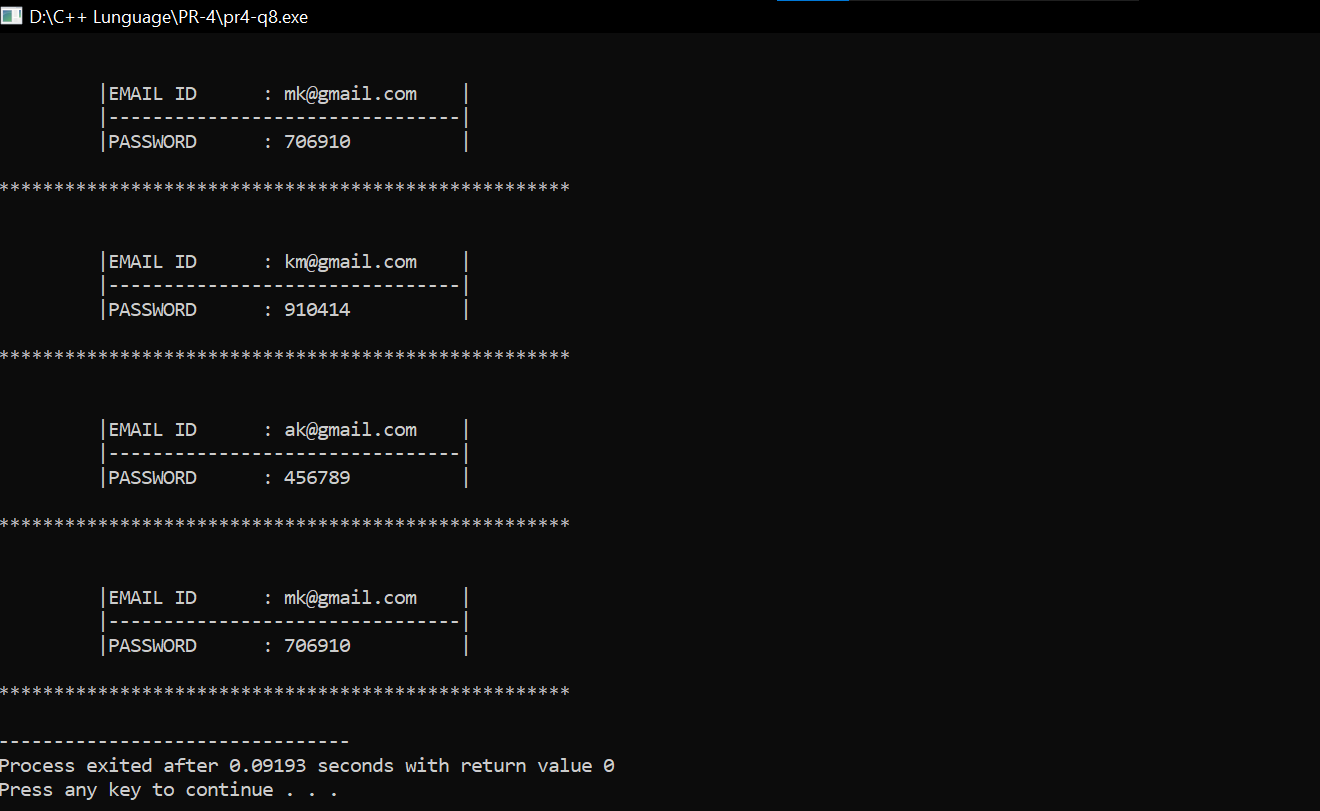 D:\C++ Lunguage\PR-4\pr4-q8.exe
|EMAIL ID      : mk@gmail.com    |
|--------------------------------|
|PASSWORD      : 706910          |
****************************************************
|EMAIL ID      : km@gmail.com    |
|--------------------------------|
|PASSWORD      : 910414          |
****************************************************
|EMAIL ID      : ak@gmail.com    |
|--------------------------------|
|PASSWORD      : 456789          |
****************************************************
|EMAIL ID      : mk@gmail.com    |
|--------------------------------|
|PASSWORD      : 706910          |
****************************************************
--------------------------------
Process exited after 0.09193 seconds with return value 0
Press any key to continue . . .